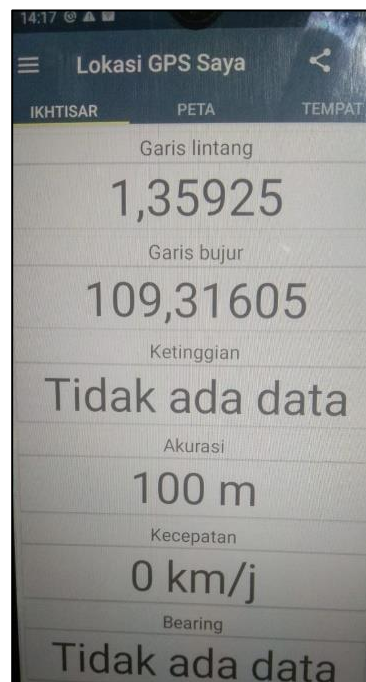 14:17
Lokasi GPS Saya
IKHTISAR PETA TEMPAT
Garis lintang
1,35925
Garis bujur
109,31605
Ketinggian
Tidak ada data
Akurasi
100 m
Kecepatan
0 km/j
Bearing
Tidak ada data